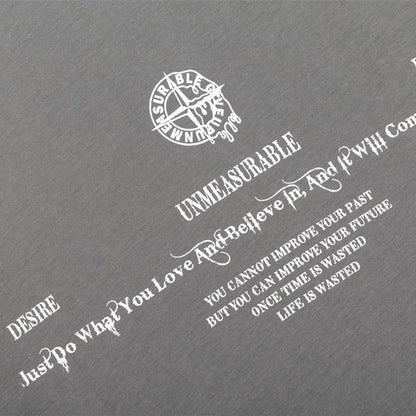 UNMEASURABLE
UNMEASURABLE
Just Do What You Love And Believe In, And It Will Com
YOU CANNOT IMPROVE YOUR PAST
BUT YOU CAN IMPROVE YOUR FUTURE
ONCE TIME IS WASTED
LIFE IS WASTED
DESIRE